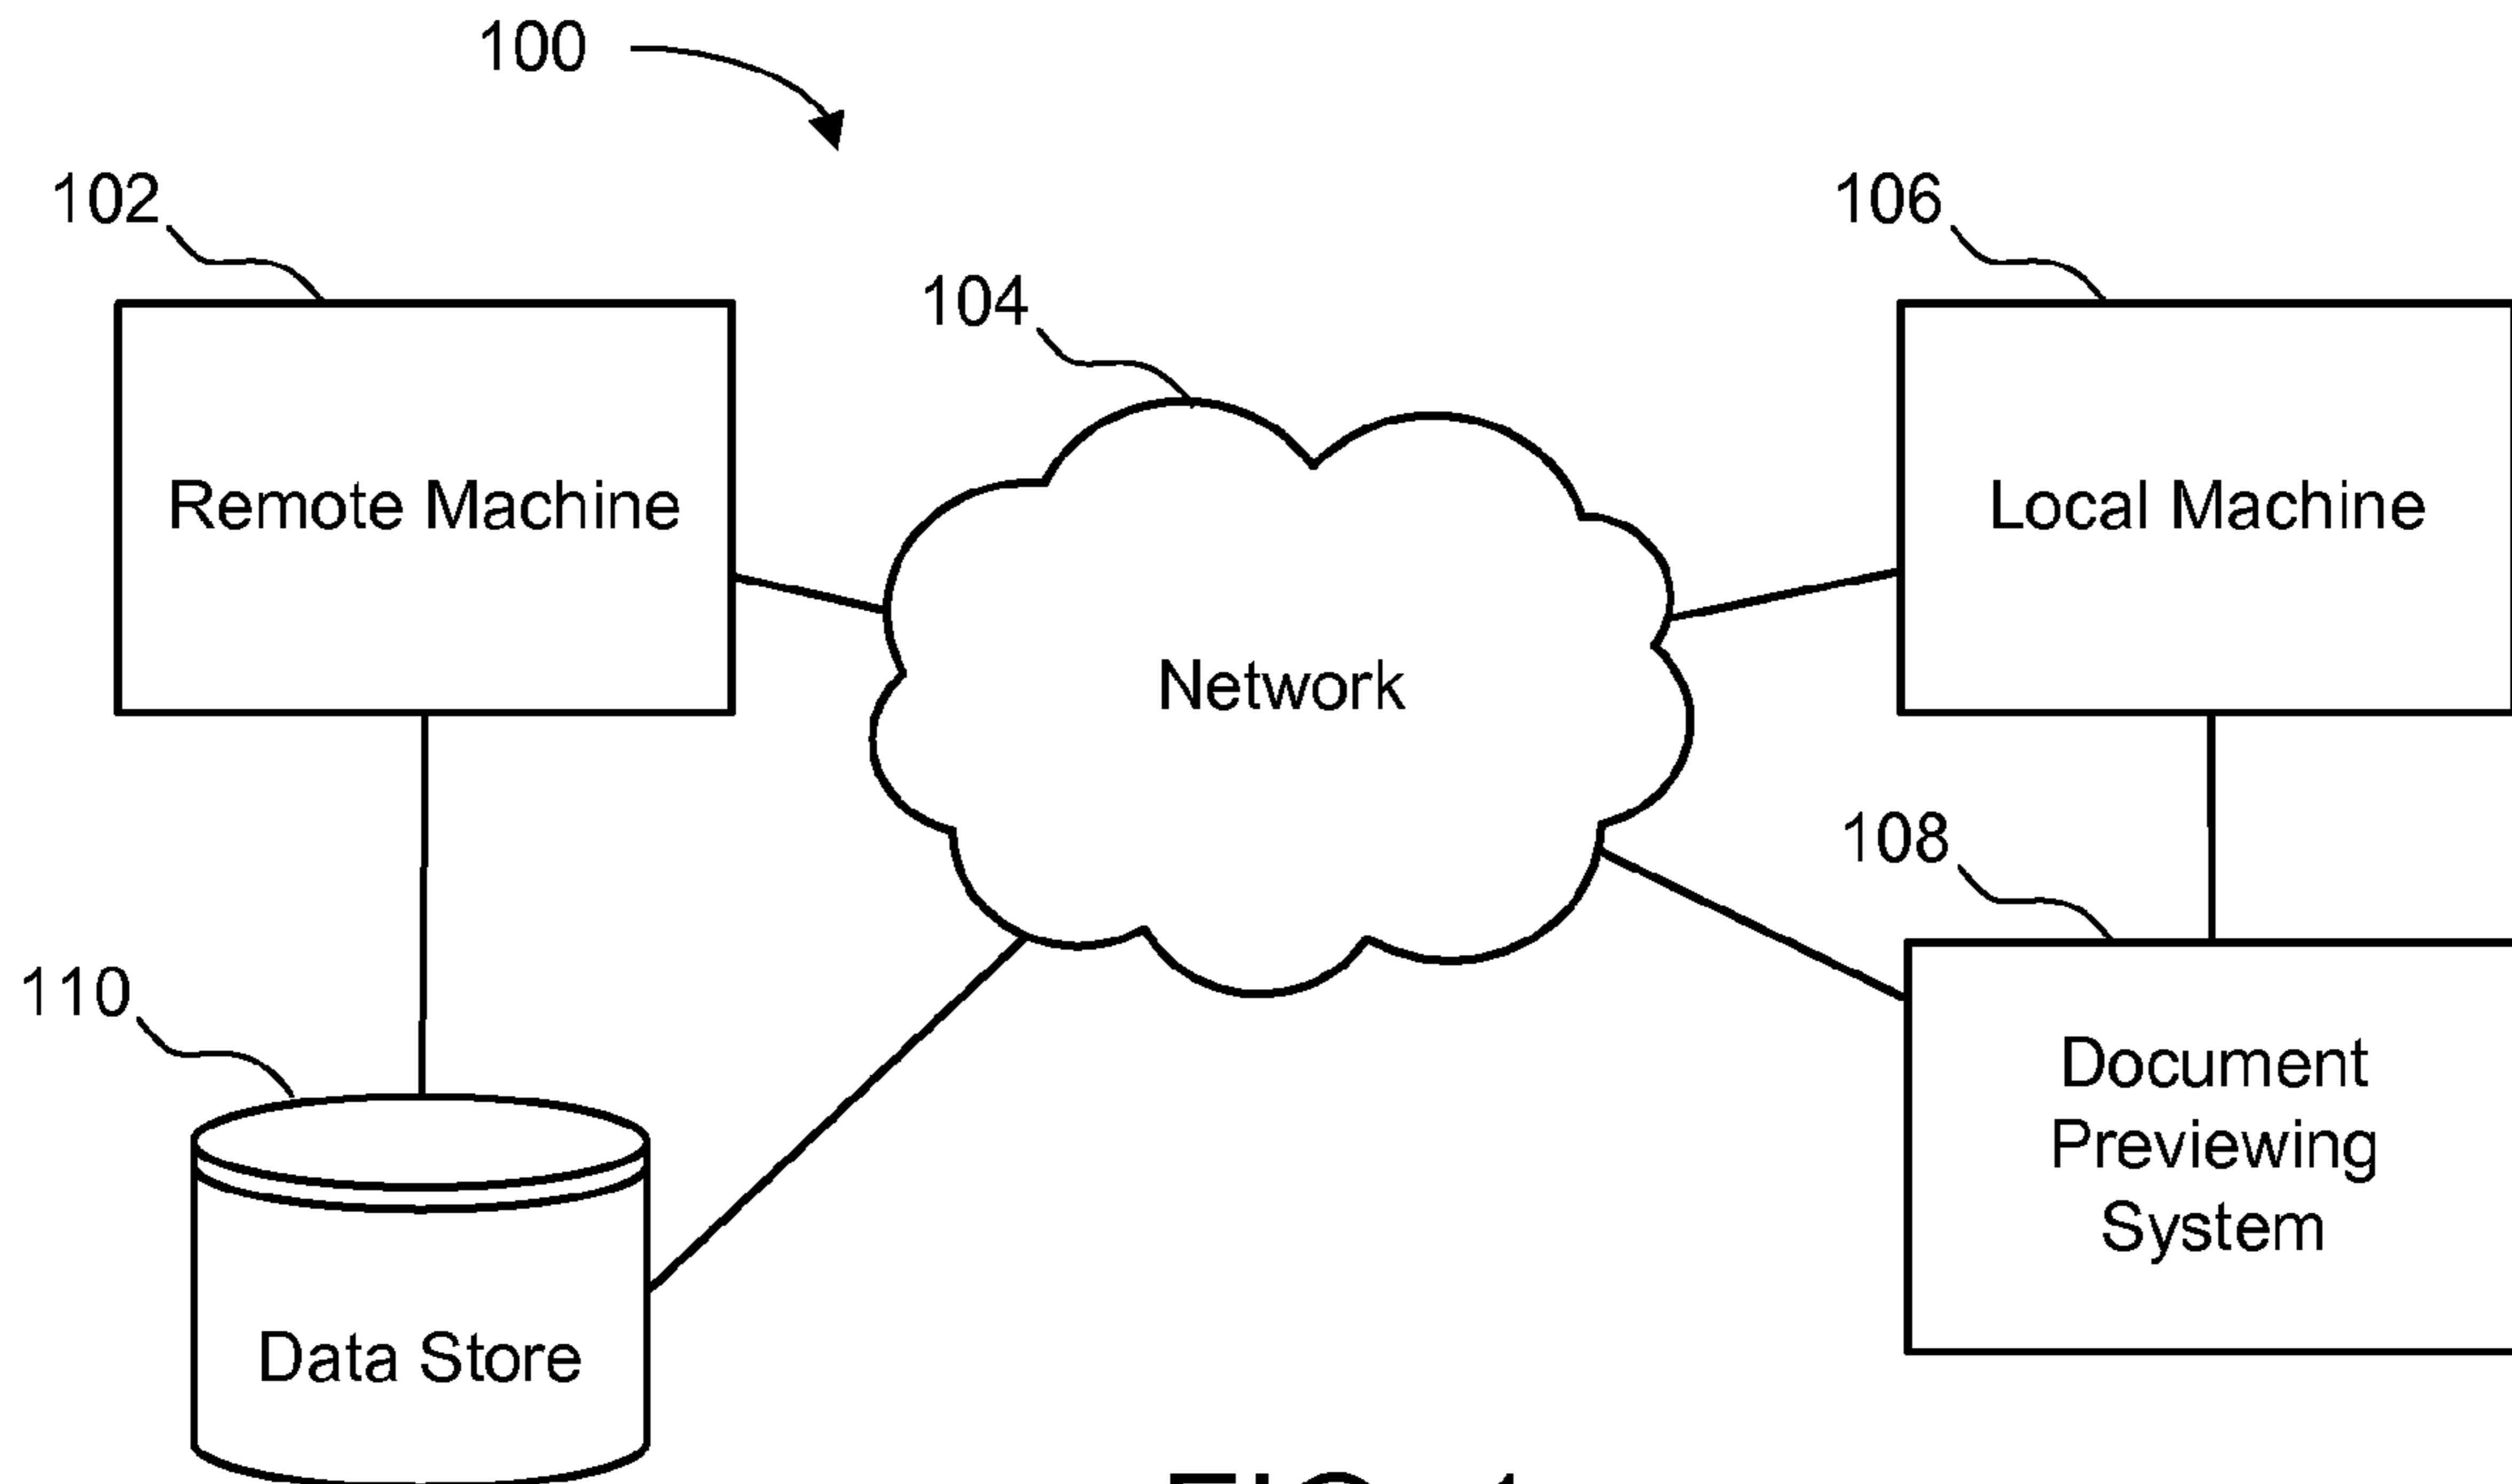 100
102
106
104
Remote Machine
Local Machine
Network
108
110
Document
Previewing
System
Data Store